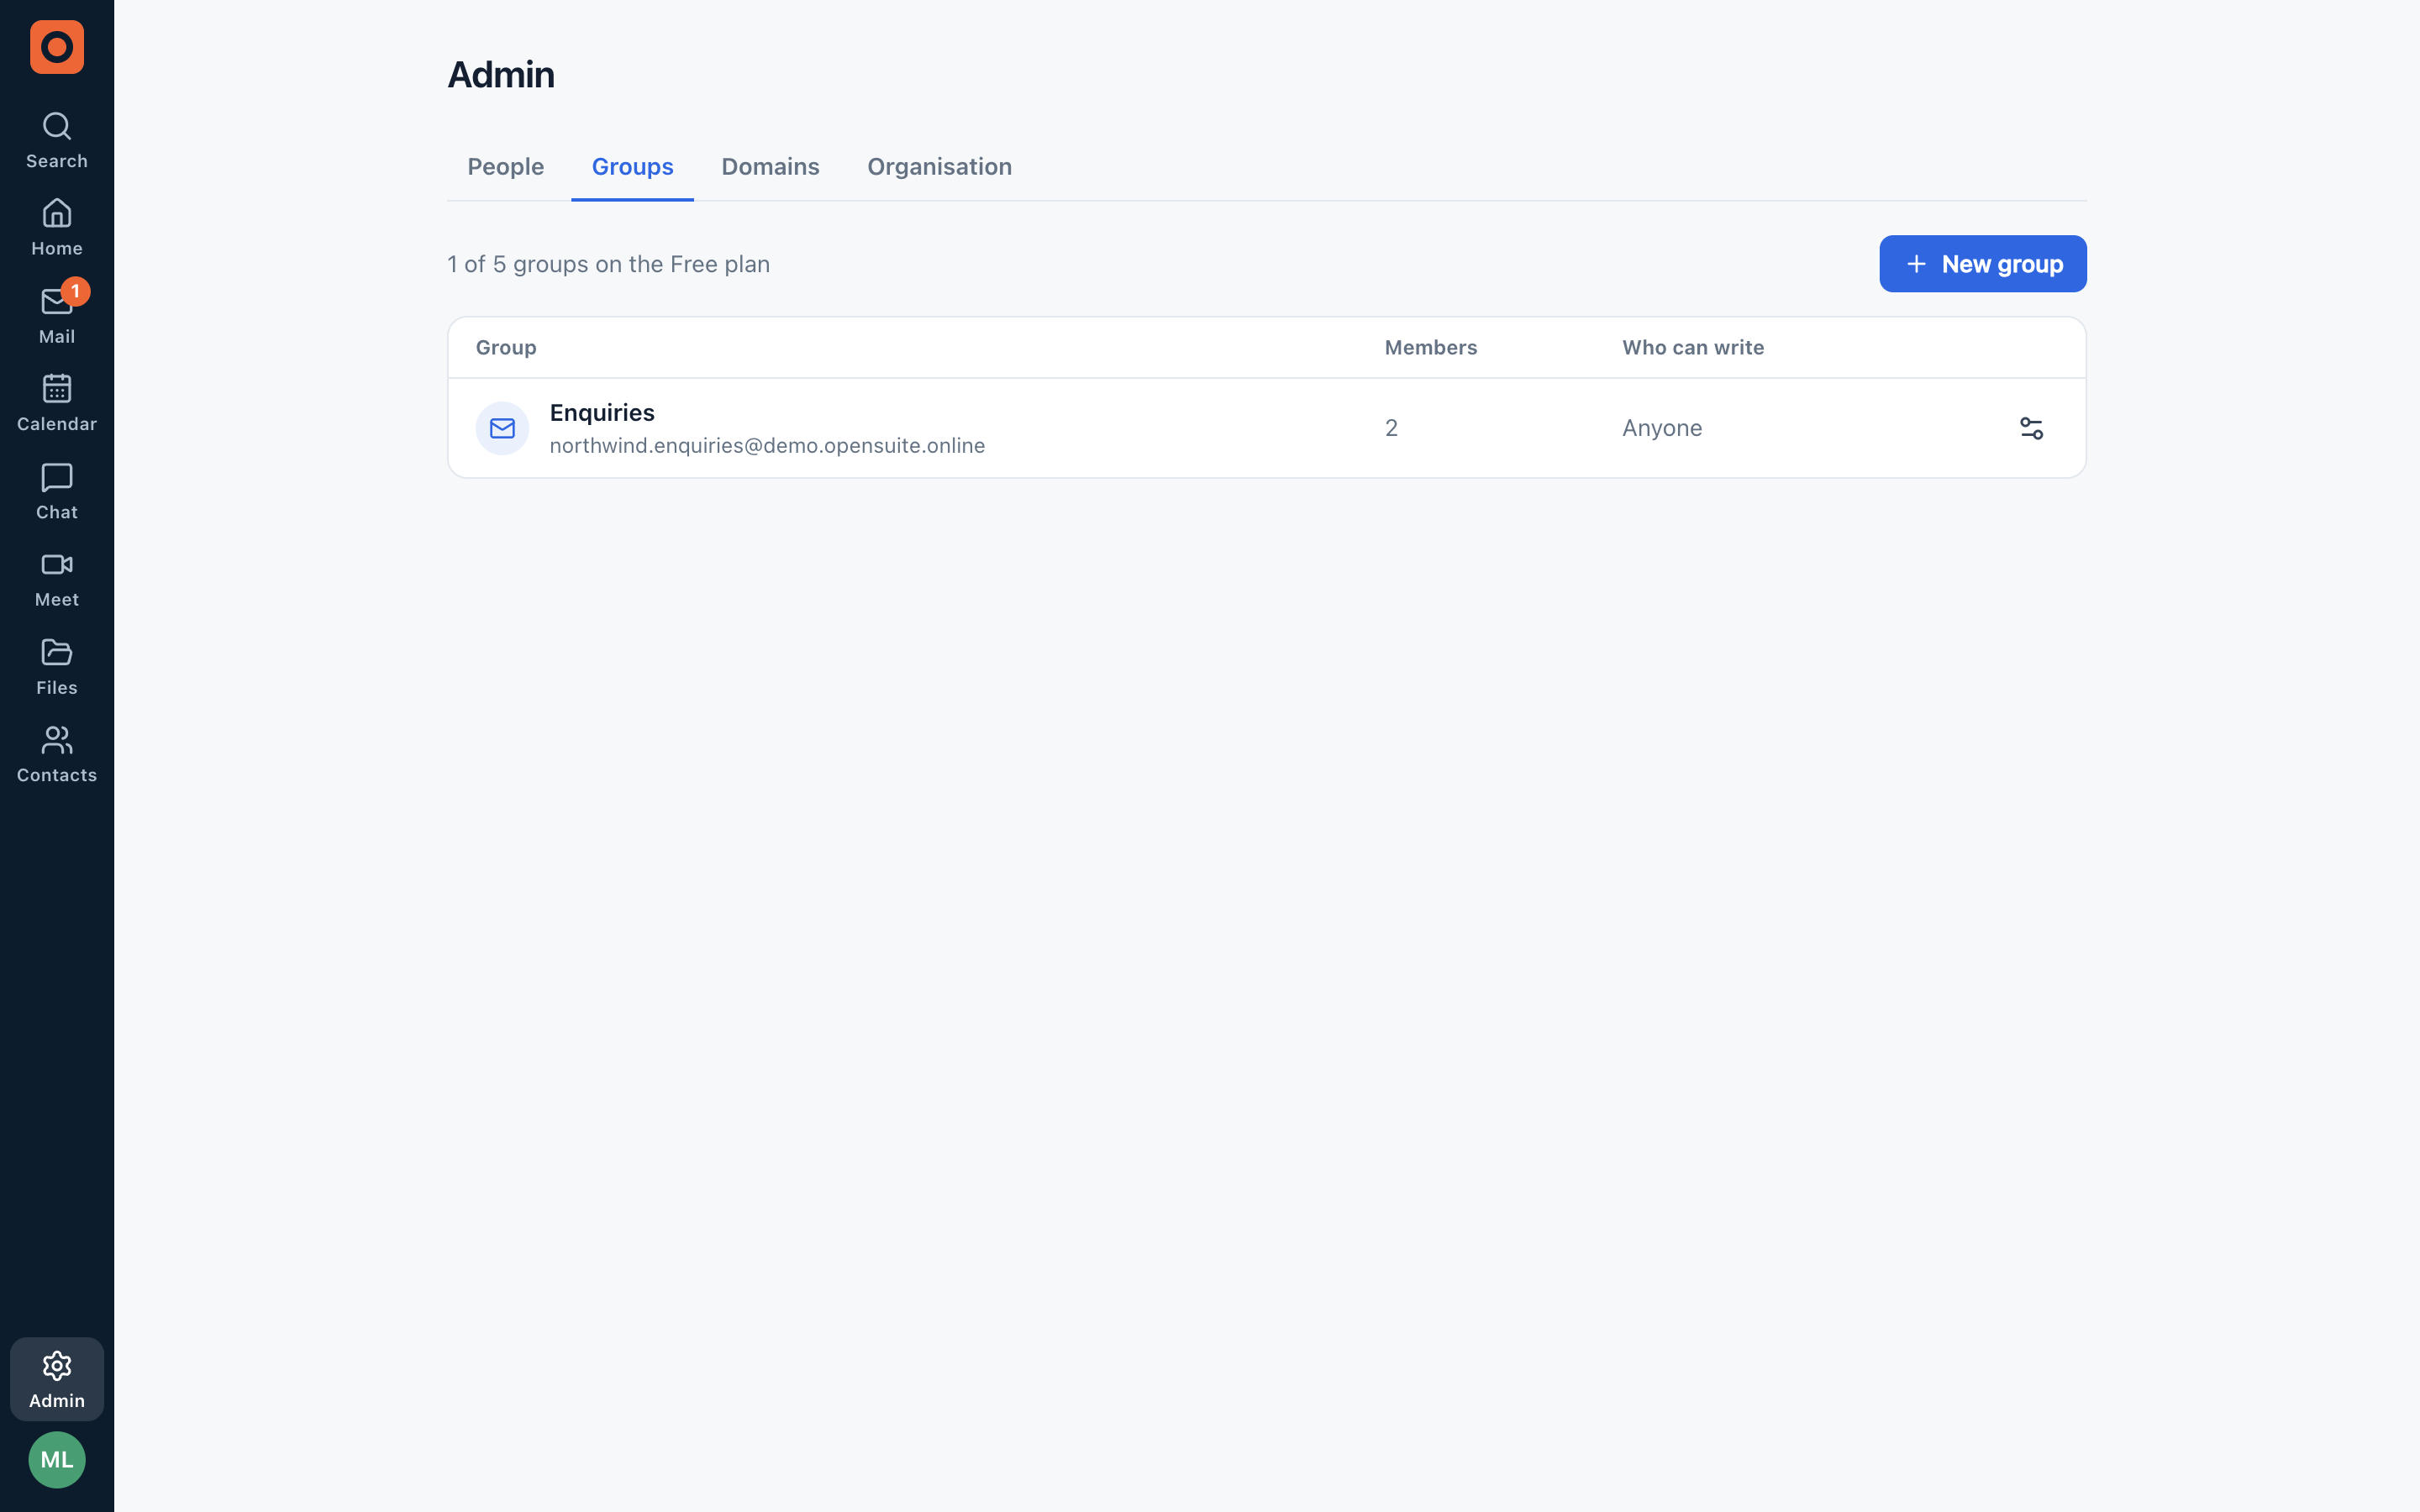 Search
Home
1
Mail
Calendar
Chat
Meet
Files
Contacts
Admin
ML
Admin
People Groups Domains Organisation
1 of 5 groups on the Free plan
New group
Group Members Who can write
Enquiries
northwind.enquiries@demo.opensuite.online
2
Anyone